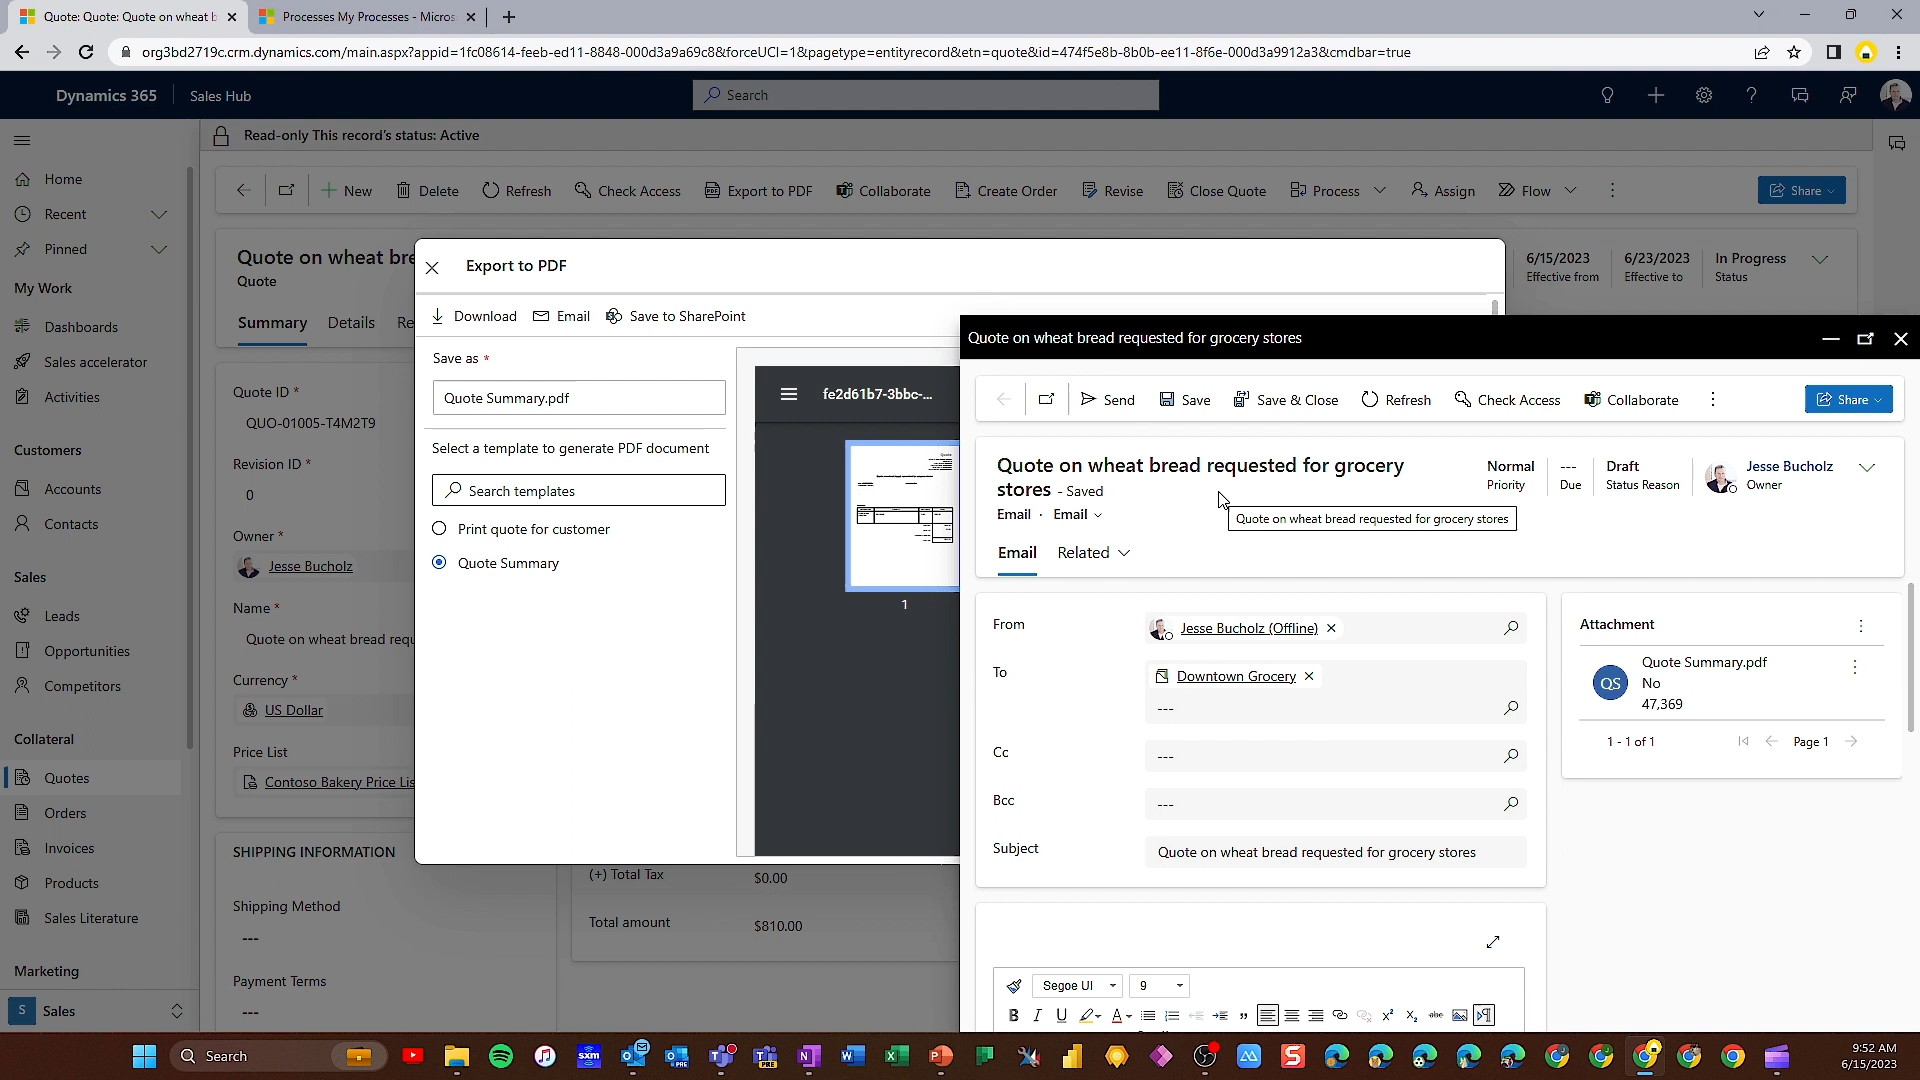 Quote: Quote: Quote on wheat b
Processes My Processes - Micros
org3bd2719c.crm.dynamics.com/main.aspx?appid=1fc08614-feeb-ed11-8848-000d3a9a69c8&forceUCI=1&pagetype=entityrecord&etn=quote&id=474f5e8b-8b0b-ee11-8f6e-000d3a9912a3&cmdbar=true
Dynamics 365
Sales Hub
Search
Read-only This record's status: Active
Home
Recent
Pinned
My Work
Dashboards
Sales accelerator
Activities
Customers
Accounts
Contacts
Sales
Leads
Opportunities
Competitors
Collateral
Quotes
Orders
Invoices
Products
Sales Literature
Marketing
S
Sales
New
Delete
Refresh
Check Access
Export to PDF
Collaborate
Create Order
Revise
Close Quote
Process
Assign
Flow
Share
Quote on wheat bre
Quote
6/15/2023
Effective from
6/23/2023
Effective to
In Progress
Status
Summary
Details
Re
Quote ID *
QUO-01005-T4M2T9
Revision ID *
0
Owner *
Jesse Bucholz
Name *
Quote on wheat bread requ
Currency *
US Dollar
Price List
Contoso Bakery Price Lis
SHIPPING INFORMATION
Shipping Method
---
Payment Terms
---
(+) Total Tax
$0.00
Total amount
$810.00
Export to PDF
Download
Email
Save to SharePoint
Save as *
Quote Summary.pdf
Select a template to generate PDF document
Search templates
Print quote for customer
Quote Summary
fe2d61b7-3bbc-...
1
Quote on wheat bread requested for grocery stores
Send
Save
Save & Close
Refresh
Check Access
Collaborate
Share
Quote on wheat bread requested for grocery
stores - Saved
Email · Email
Normal
Priority
---
Due
Draft
Status Reason
Jesse Bucholz
Owner
Quote on wheat bread requested for grocery stores
Email
Related
From
Jesse Bucholz (Offline)
To
Downtown Grocery
---
Cc
---
Bcc
---
Subject
Quote on wheat bread requested for grocery stores
Attachment
QS
Quote Summary.pdf
No
47,369
1 - 1 of 1
Page 1
Segoe UI
9
B I U
Search
9:52 AM
6/15/2023